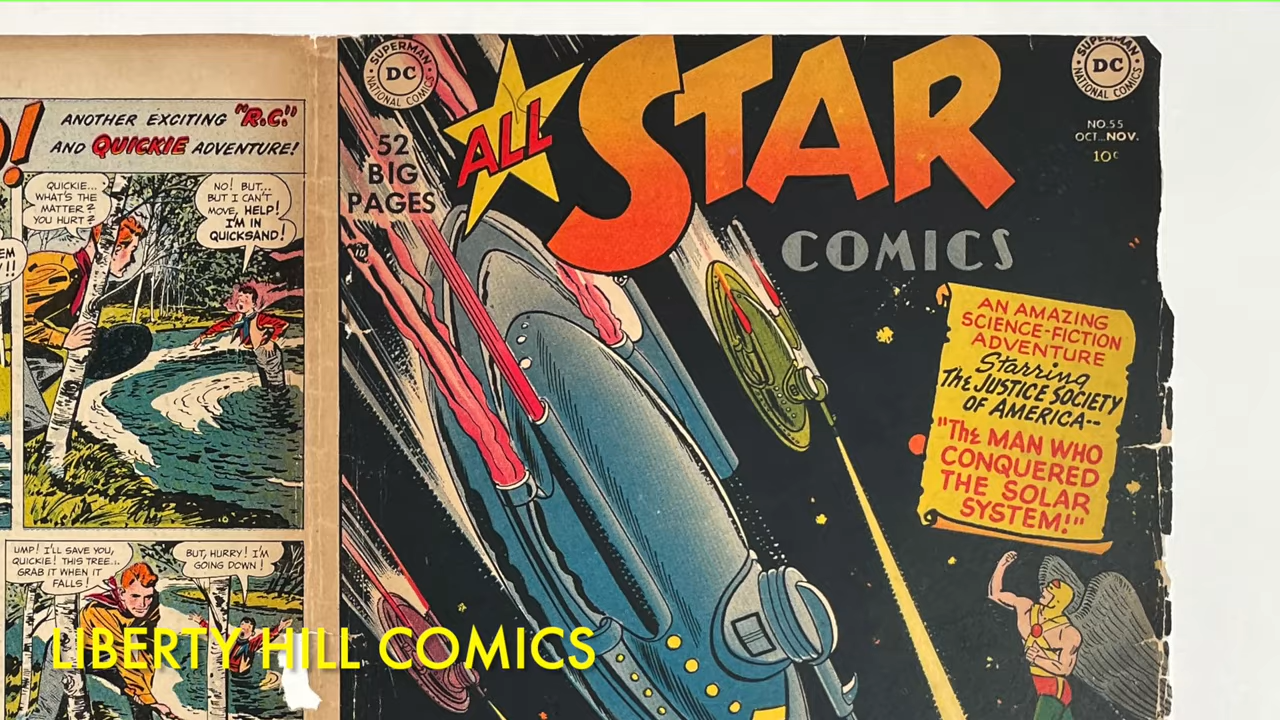 ANOTHER EXCITING "R.C."
AND QUICKIE ADVENTURE!
QUICKIE...
WHAT'S THE
MATTER?
YOU HURT?
NO! BUT...
BUT I CAN'T
MOVE, HELP!
I'M IN
QUICKSAND!
UMP! I'LL SAVE YOU,
QUICKIE! THIS TREE...
GRAB IT WHEN IT
FALLS!
BUT, HURRY! I'M
GOING DOWN!
LIBERTY HILL COMICS
SUPERMAN
DC
NATIONAL COMICS
52
BIG
PAGES
ALL
STAR
COMICS
SUPERMAN
DC
NATIONAL COMICS
NO.55
OCT...NOV.
10¢
AN AMAZING
SCIENCE-FICTION
ADVENTURE
Starring
The JUSTICE SOCIETY
OF AMERICA--
"The MAN WHO
CONQUERED
THE SOLAR
SYSTEM!"